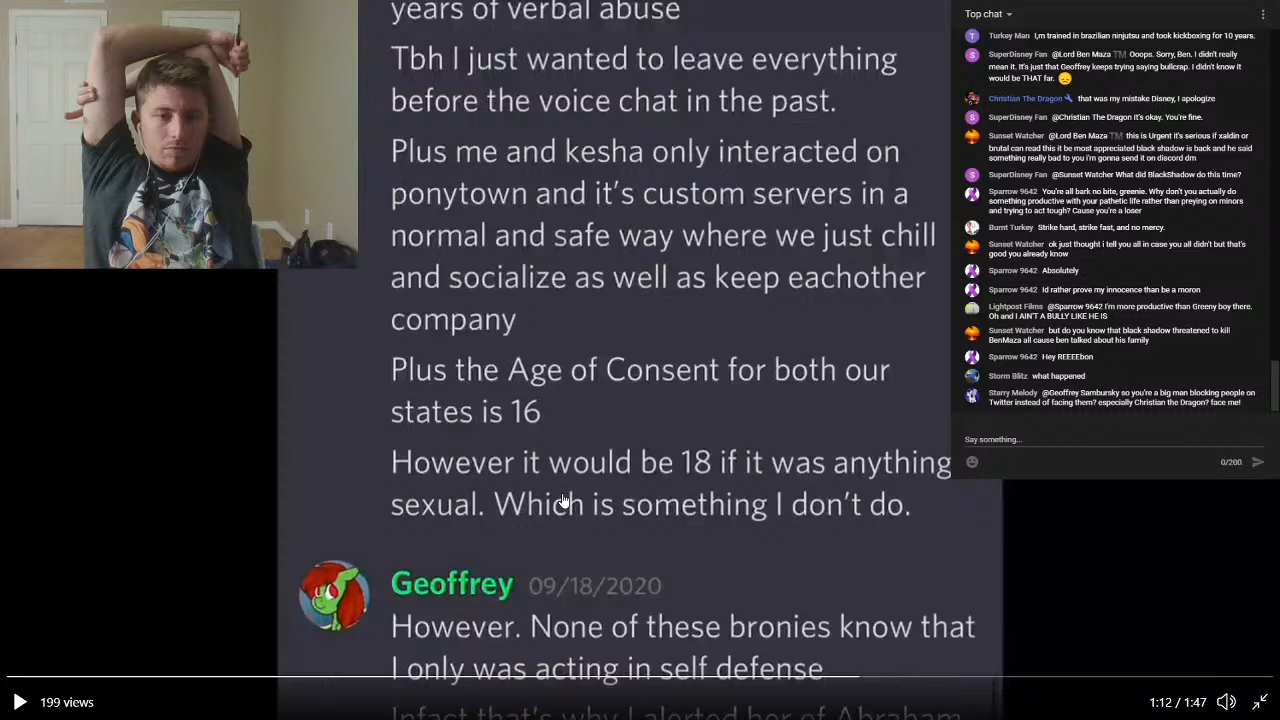 years of verbal abuse
Tbh I just wanted to leave everything
before the voice chat in the past.
Plus me and kesha only interacted on
ponytown and it's custom servers in a
normal and safe way where we just chill
and socialize as well as keep eachother
company
Plus the Age of Consent for both our
states is 16
However it would be 18 if it was anything
sexual. Which is something I don't do.
Geoffrey 09/18/2020
However. None of these bronies know that
I only was acting in self defense
Infact that's why I alerted her of Abraham
Top chat
Turkey Man I,m trained in brazilian ninjutsu and took kickboxing for 10 years.
SuperDisney Fan @Lord Ben Maza™️ Ooops. Sorry, Ben. I didn't really
mean it. It's just that Geoffrey keeps trying saying bullcrap. I didn't know it
would be THAT far. 😞
Christian The Dragon that was my mistake Disney, I apologize
SuperDisney Fan @Christian The Dragon It's okay. You're fine.
Sunset Watcher @Lord Ben Maza™️ this is Urgent it's serious if xaldin or
brutal can read this it be most appreciated black shadow is back and he said
something really bad to you i'm gonna send it on discord dm
SuperDisney Fan @Sunset Watcher What did BlackShadow do this time?
Sparrow 9642 You're all bark no bite, greenie. Why don't you actually do
something productive with your pathetic life rather than preying on minors
and trying to act tough? Cause you're a loser
Burnt Turkey Strike hard, strike fast, and no mercy.
Sunset Watcher ok just thought i tell you all in case you all didn't but that's
good you already know
Sparrow 9642 Absolutely
Sparrow 9642 Id rather prove my innocence than be a moron
Lightpost Films @Sparrow 9642 I'm more productive than Greeny boy there.
Oh and I AIN'T A BULLY LIKE HE IS
Sunset Watcher but do you know that black shadow threatened to kill
BenMaza all cause ben talked about his family
Sparrow 9642 Hey REEEEbon
Storm Blitz what happened
Starry Melody @Geoffrey Sambursky so you're a big man blocking people on
Twitter instead of facing them? especially Christian the Dragon? face me!
Say something...
0/200
199 views
1:12 / 1:47